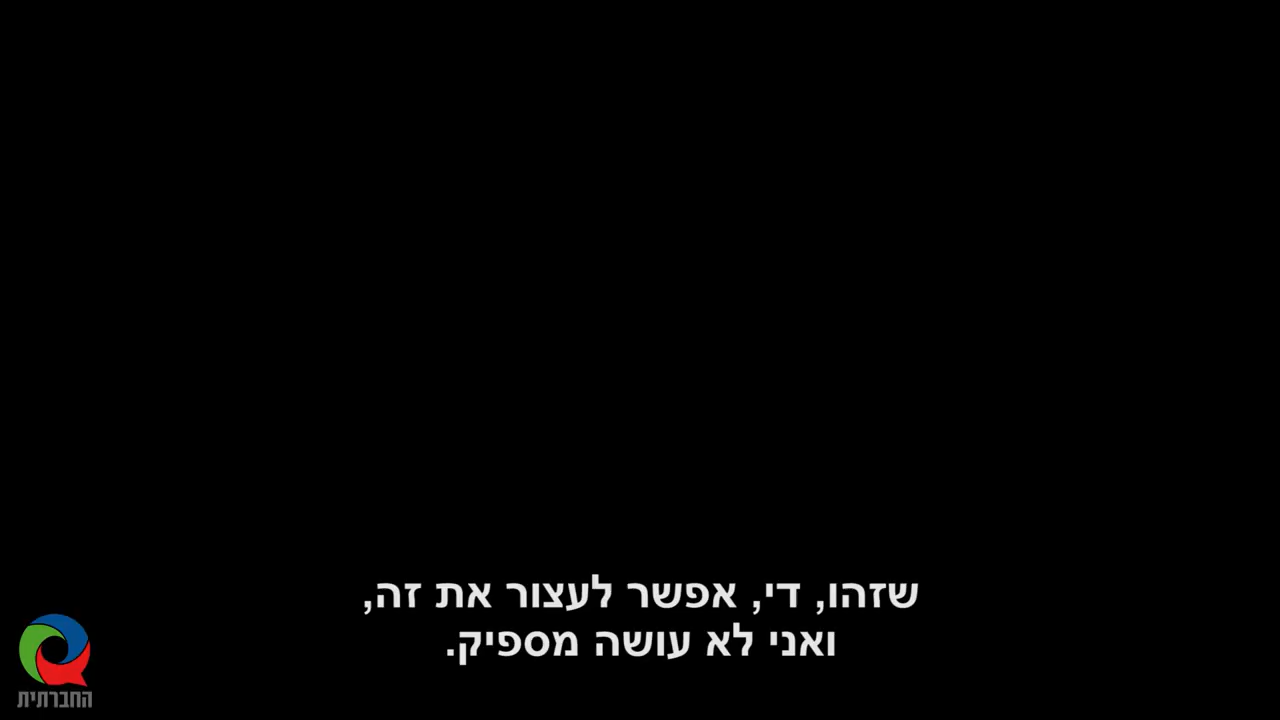 שזהו, די, אפשר לעצור את זה,
ואני לא עושה מספיק.
החברתית